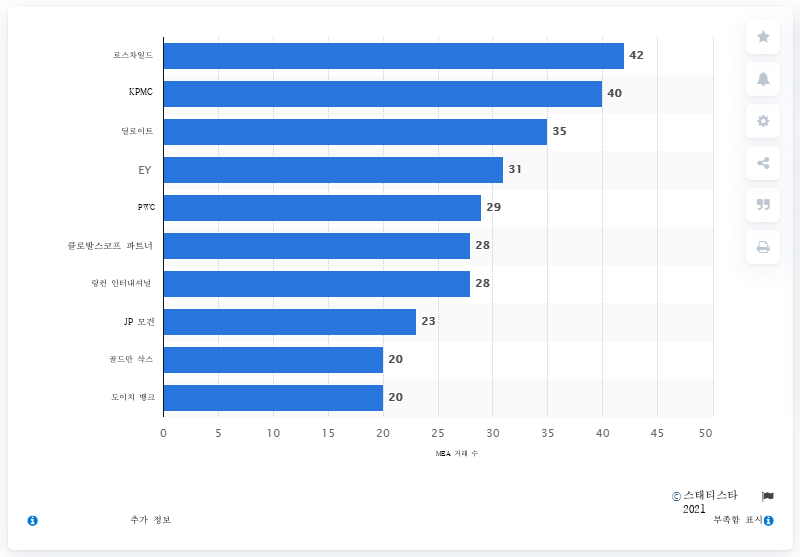 로스차일드 42
KPMG 40
딜로이트 35
EY 31
PWC 29
클로발스코프 파트너 28
링컨 인터내셔널 28
JP 모건 23
골드만 삭스 20
도이치 뱅크 20
0 5 10 15 20 25 30 35 40 45 50
M&A 거래 수
© 스태티스타
2021
추가 정보
부족함 표시